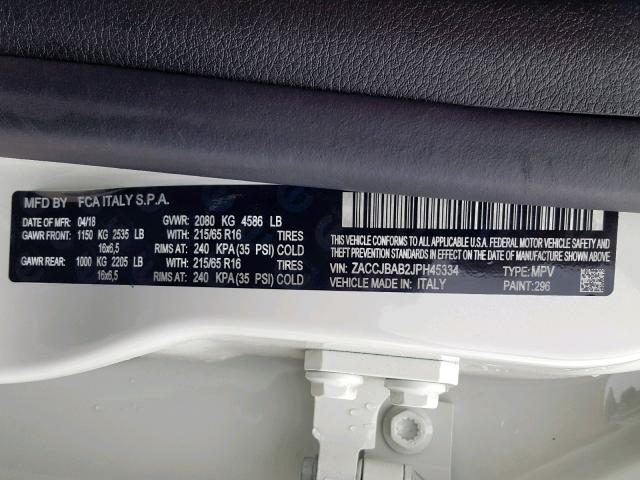 MFD BY FCA ITALY S.P.A.
DATE OF MFR: 04/18 GVWR: 2080 KG 4586 LB
GAWR FRONT: 1150 KG 2535 LB WITH: 215/65 R16 TIRES
16x6,5 RIMS AT: 240 KPA (35 PSI) COLD
GAWR REAR: 1000 KG 2205 LB WITH: 215/65 R16 TIRES
16x6,5 RIMS AT: 240 KPA (35 PSI) COLD
THIS VEHICLE CONFORMS TO ALL APPLICABLE U.S.A. FEDERAL MOTOR VEHICLE SAFETY AND
THEFT PREVENTION STANDARDS IN EFFECT ON THE DATE OF MANUFACTURE SHOWN ABOVE.
VIN: ZACCJBAB2JPH45334 TYPE: MPV
VEHICLE MADE IN: ITALY PAINT: 296